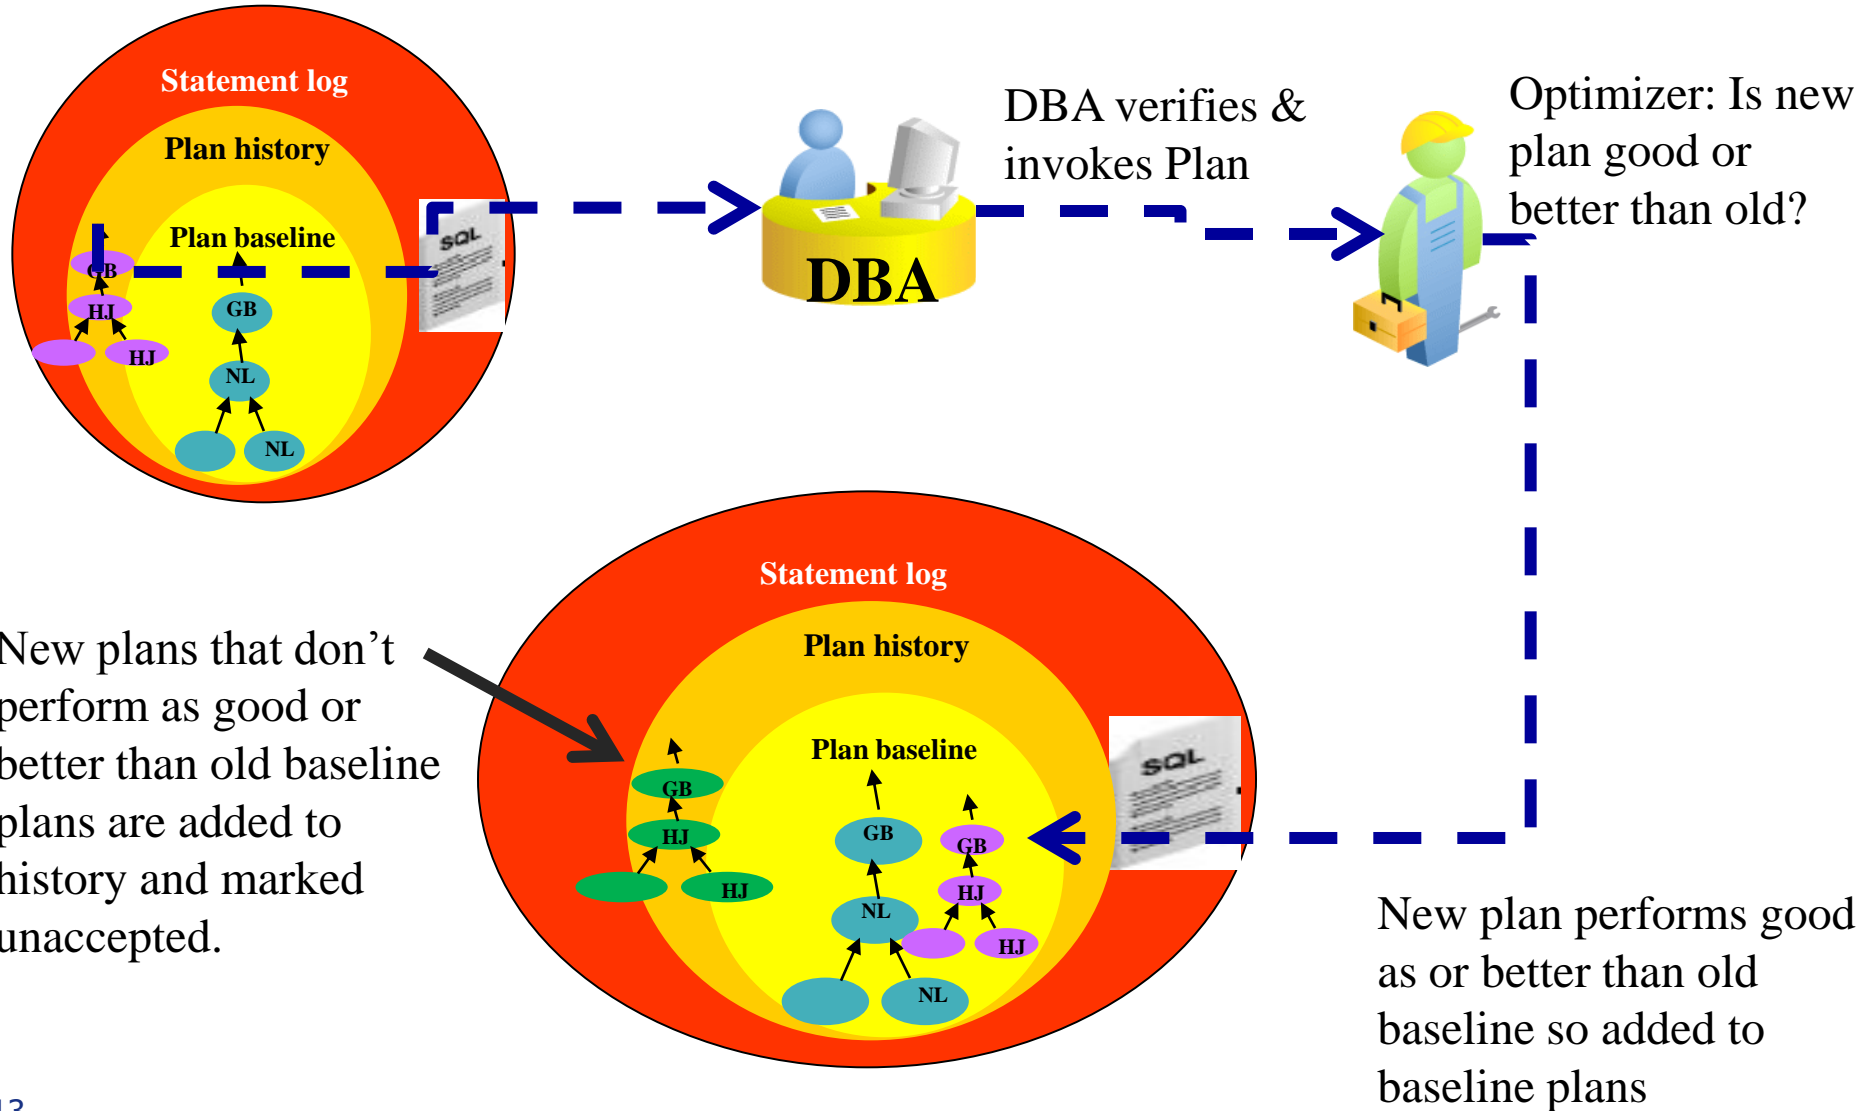 Statement log
Plan history
Plan baseline
GB
HJ
HJ
GB
NL
NL
SQL
DBA
DBA verifies &
invokes Plan
Optimizer: Is new
plan good or
better than old?
New plans that don’t
perform as good or
better than old baseline
plans are added to
history and marked
unaccepted.
Statement log
Plan history
Plan baseline
GB
HJ
HJ
GB
NL
NL
GB
HJ
HJ
SQL
New plan performs good
as or better than old
baseline so added to
baseline plans
13